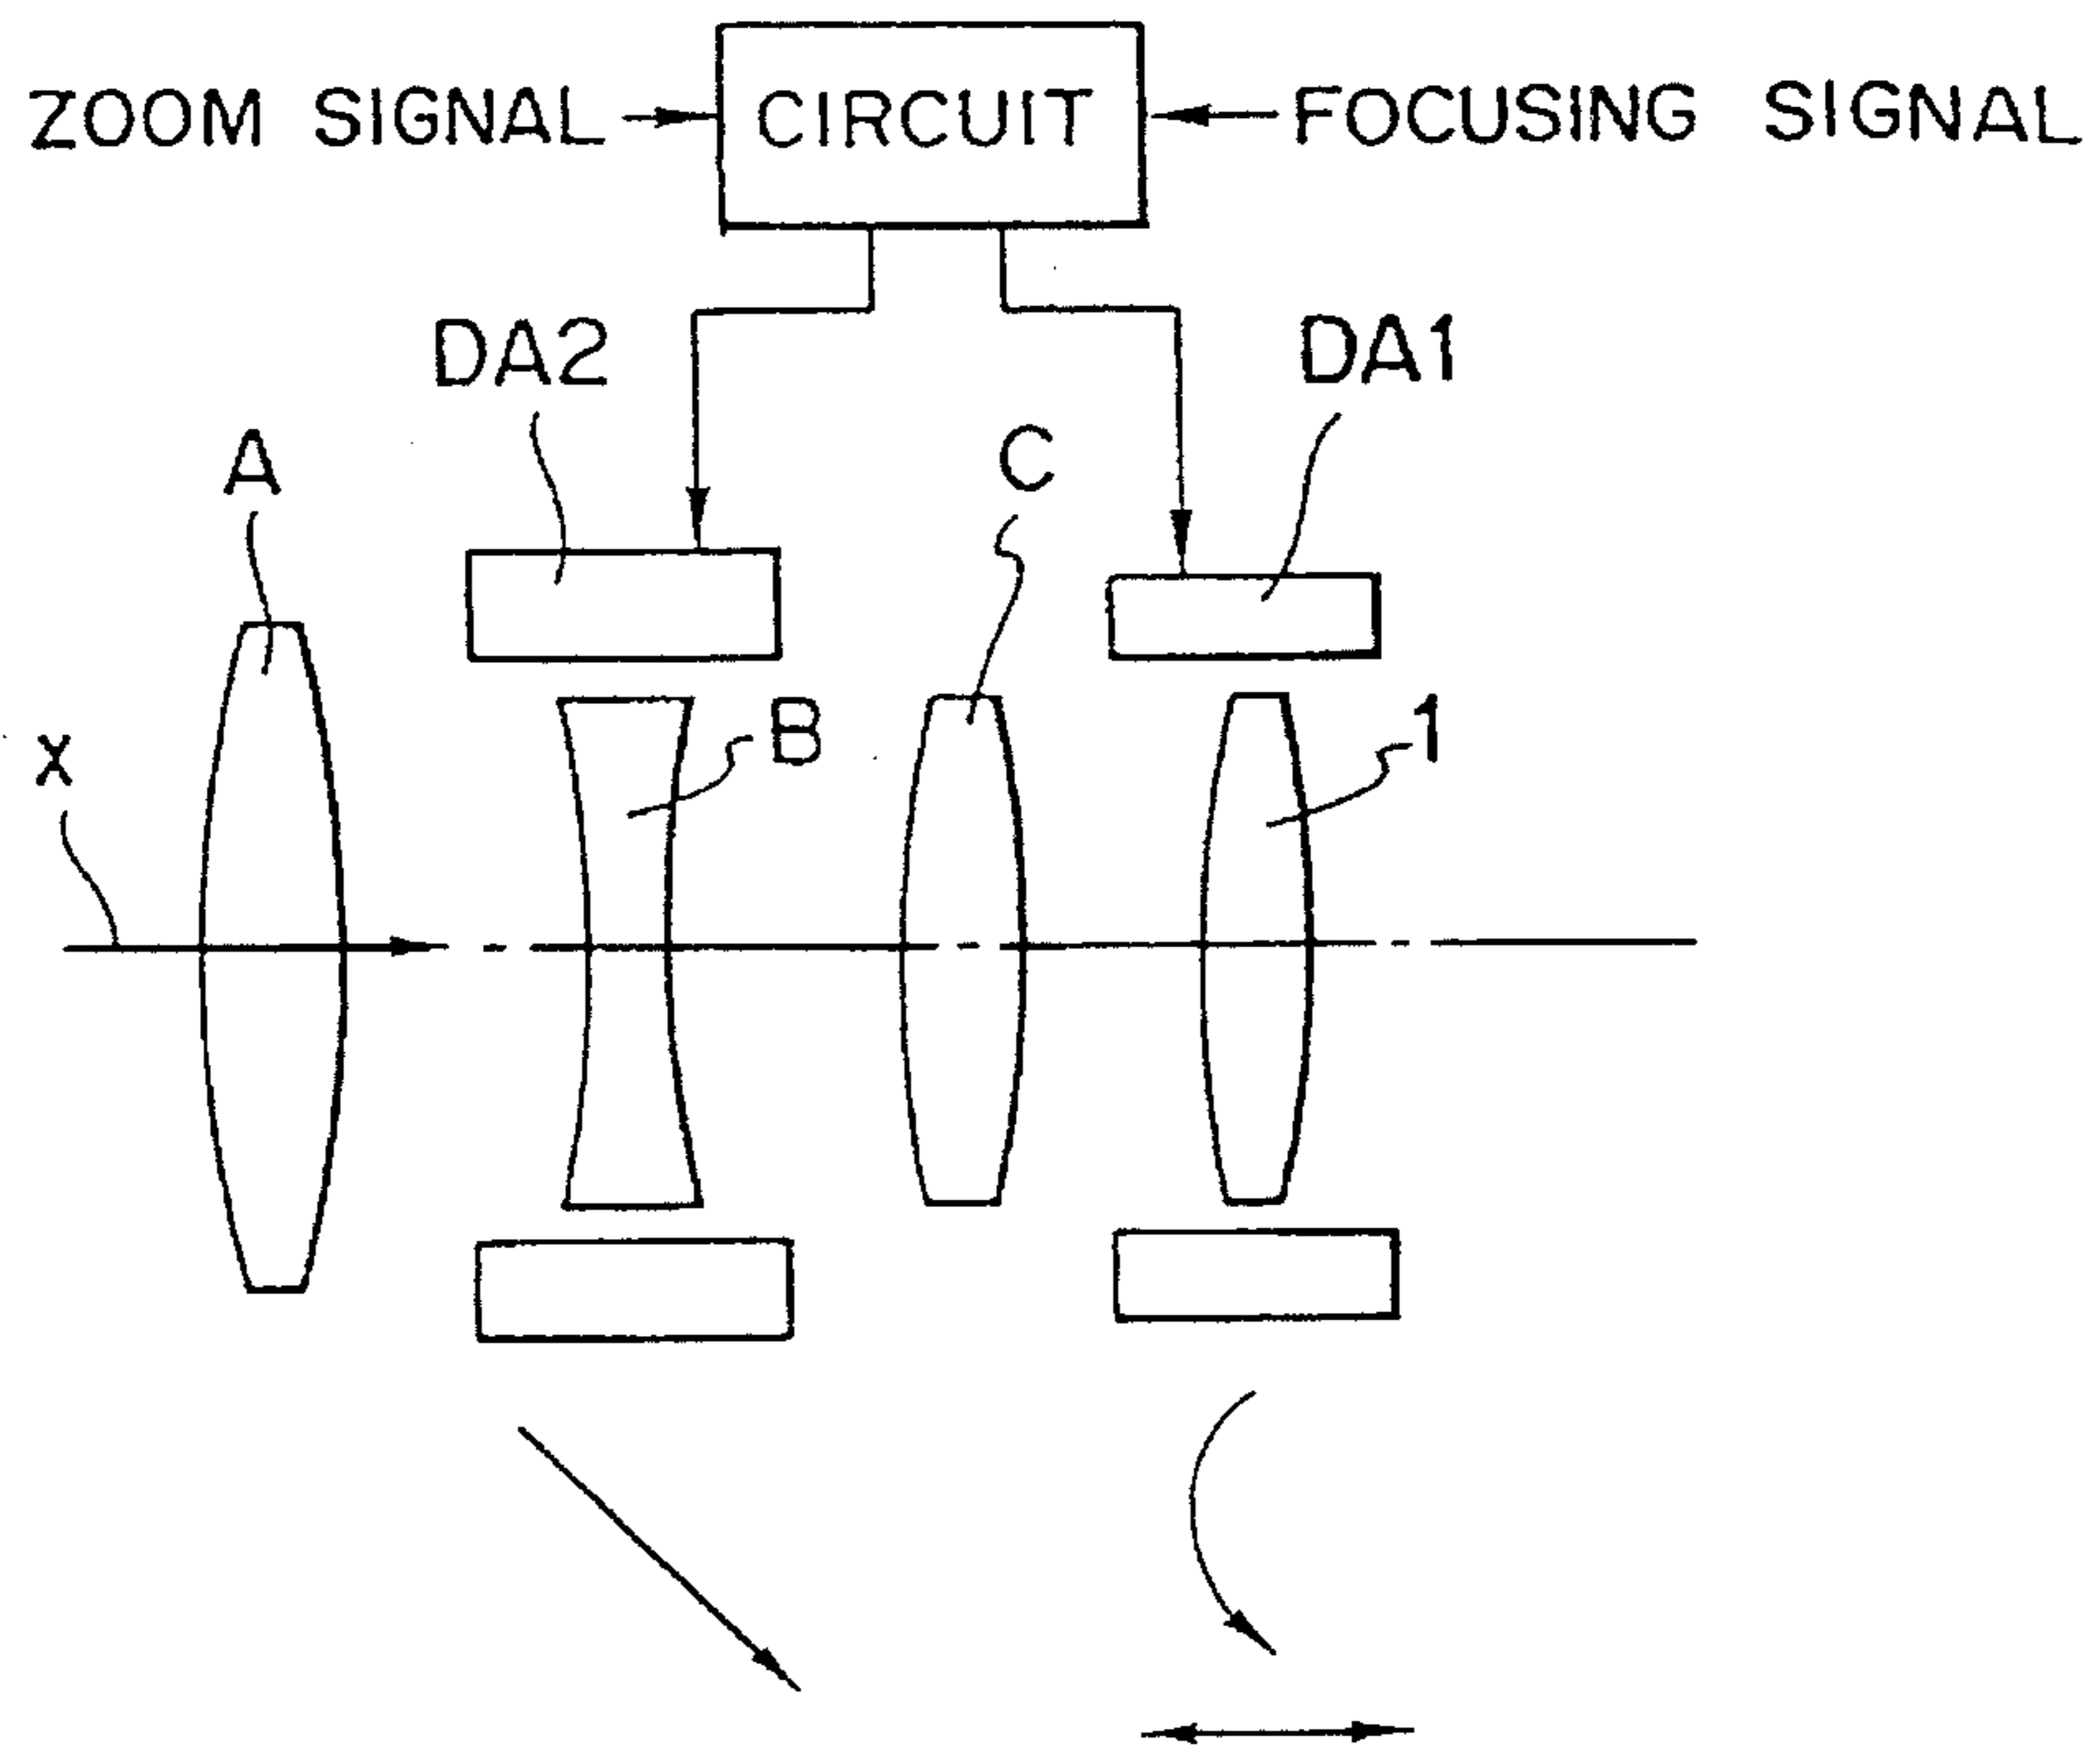 ZOOM SIGNAL CIRCUIT FOCUSING SIGNAL
DA2 DA1
A C
B 1
X